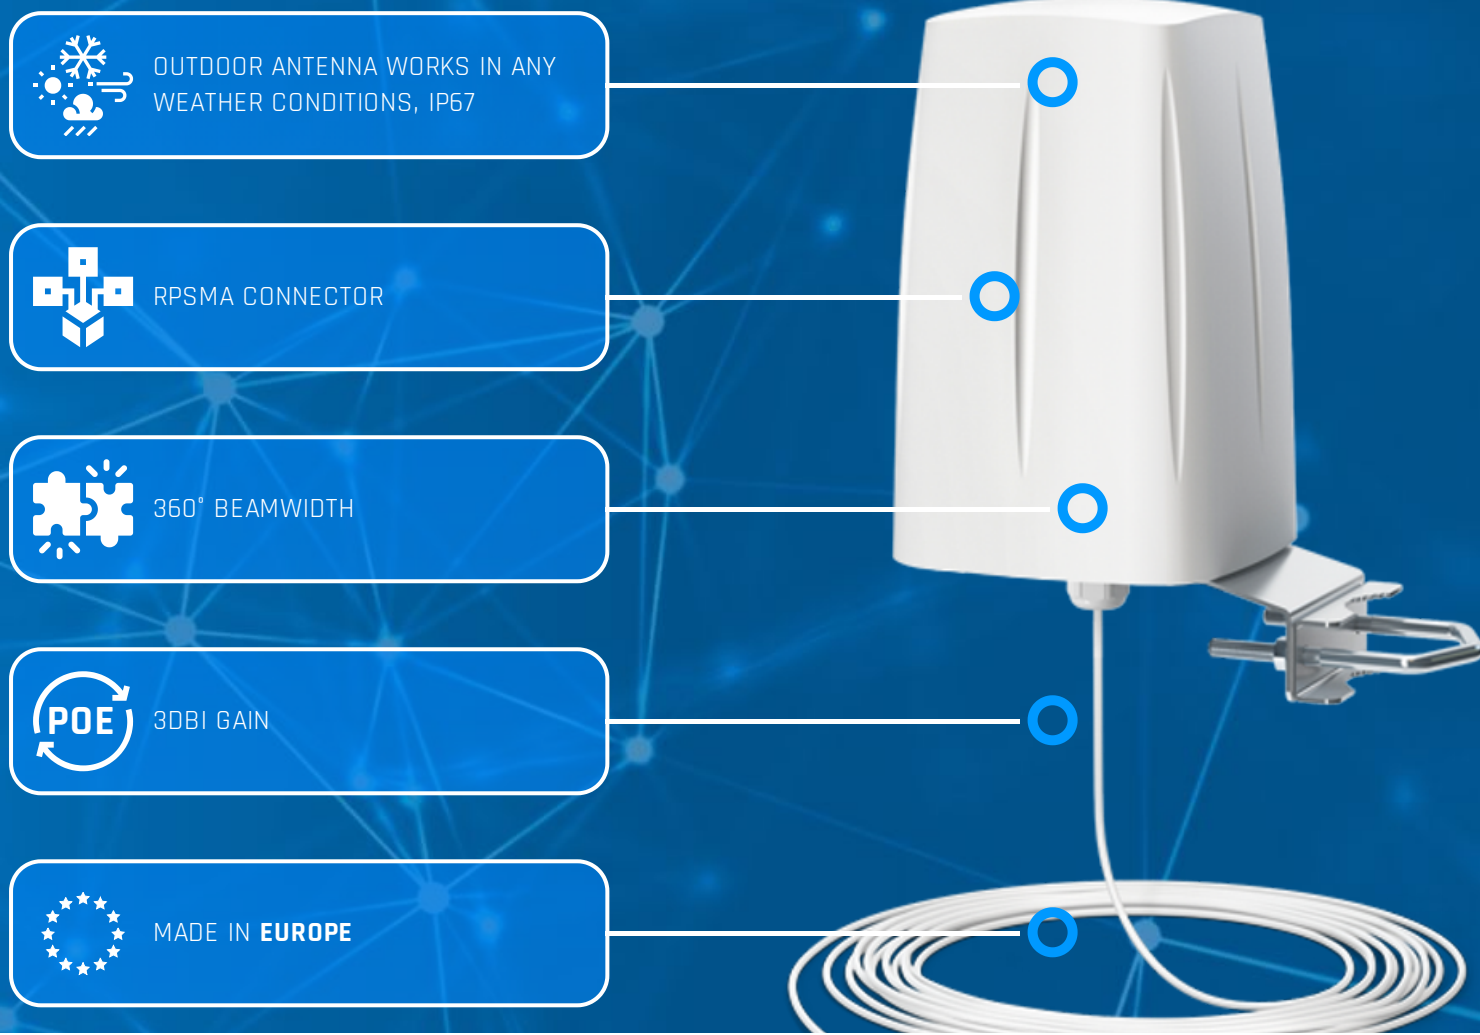 OUTDOOR ANTENNA WORKS IN ANY
WEATHER CONDITIONS, IP67
RPSMA CONNECTOR
360° BEAMWIDTH
POE
3DBI GAIN
MADE IN EUROPE